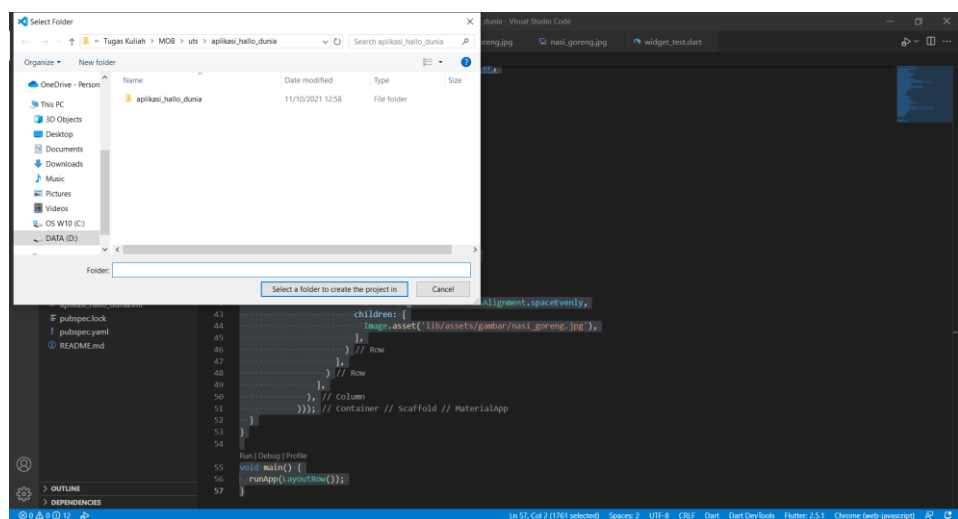 Select Folder
_dunia - Visual Studio Code
« Tugas Kuliah > MOB > uts > aplikasi_hallo_dunia
Search aplikasi_hallo_dunia
oreng.jpg
nasi_goreng.jpg
widget_test.dart
Organize
New folder
Name
Date modified
Type
Size
OneDrive - Person
aplikasi_hallo_dunia
11/10/2021 12:58
File folder
This PC
3D Objects
Desktop
Documents
Downloads
Music
Pictures
Videos
OS W10 (C:)
DATA (D:)
Folder:
Select a folder to create the project in
Cancel
sAlignment.spaceEvenly,
pubspec.lock
pubspec.yaml
README.md
43 children: [
44 Image.asset('lib/assets/gambar/nasi_goreng.jpg'),
45 ],
46 ) // Row
47 ],
48 ) // Row
49 ],
50 ), // Column
51 ))); // Container // Scaffold // MaterialApp
52 }
53 }
54
Run | Debug | Profile
55 void main() {
56 runApp(LayoutRow());
57 }
> OUTLINE
> DEPENDENCIES
0 0 12
Ln 57, Col 2 (1761 selected) Spaces: 2 UTF-8 CRLF Dart Dart DevTools Flutter: 2.5.1 Chrome (web-javascript)